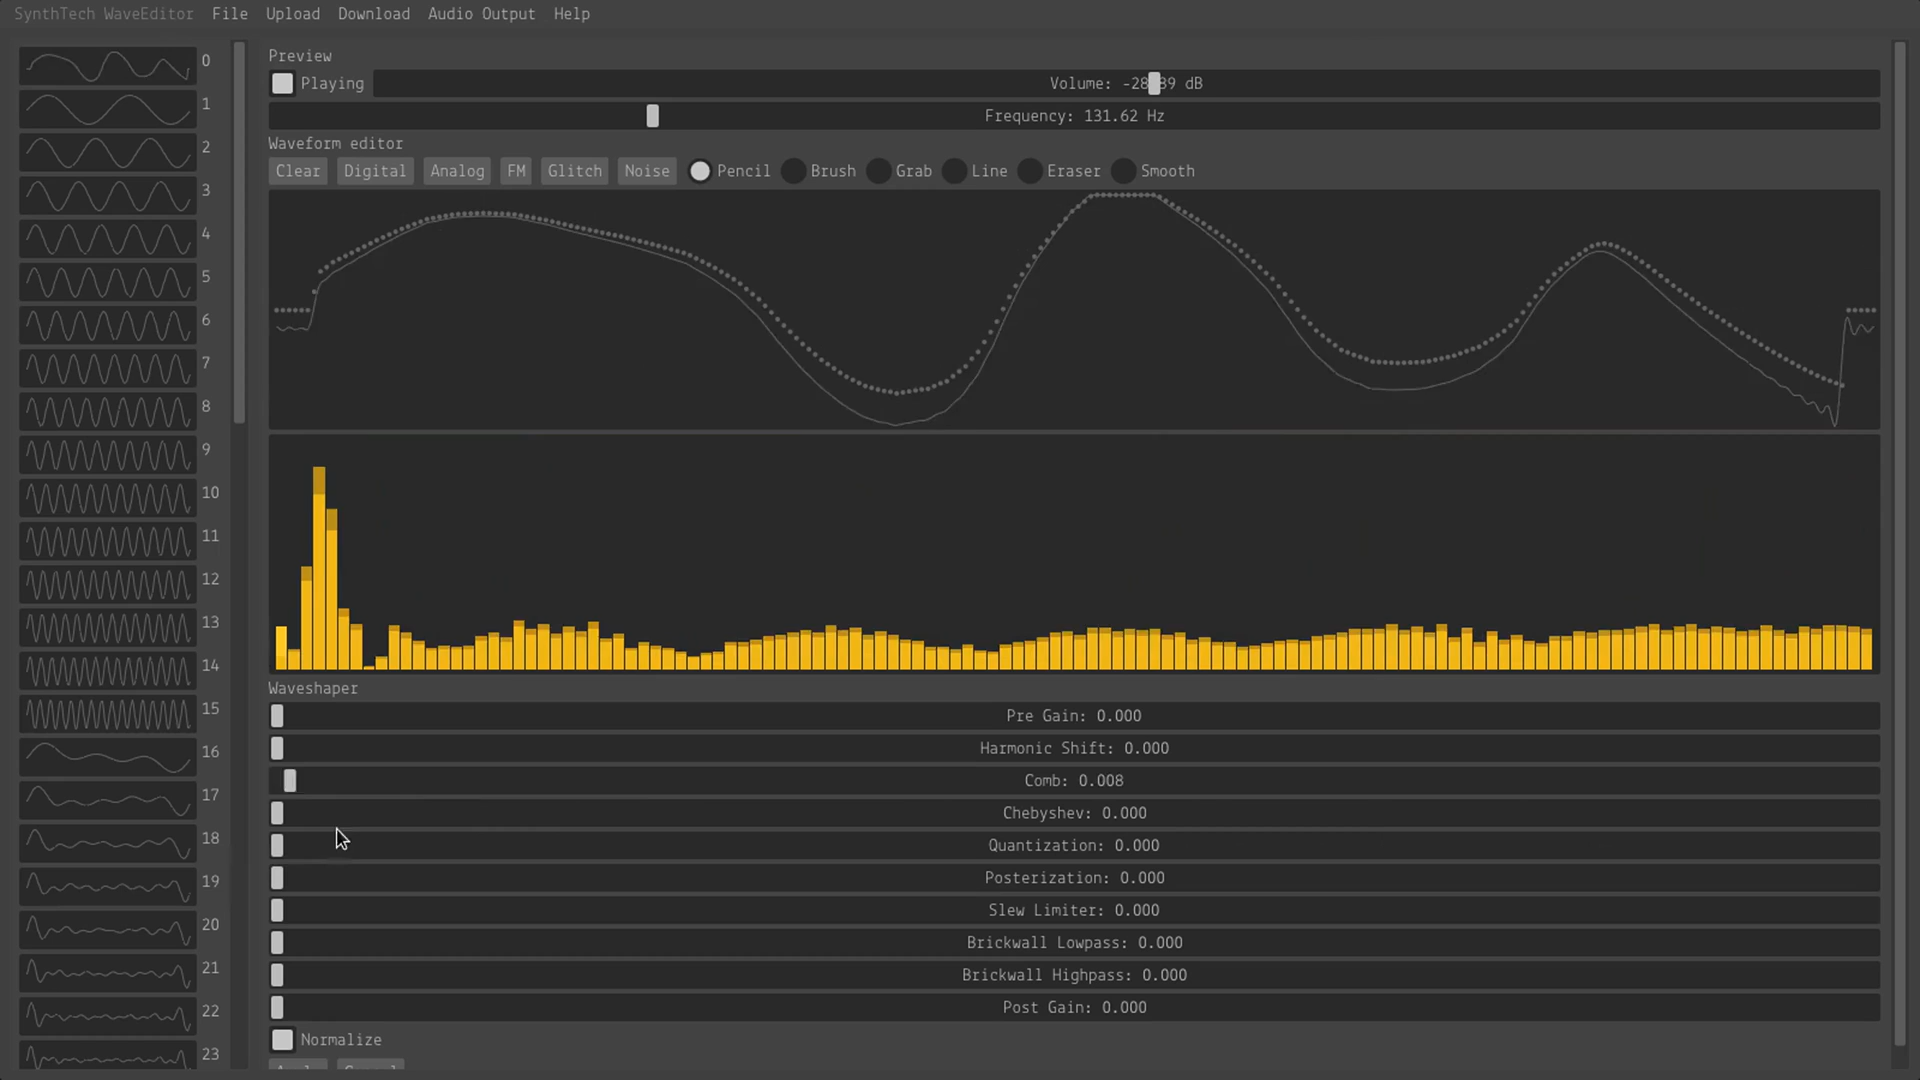 SynthTech WaveEditor File Upload Download Audio Output Help
0
1
2
3
4
5
6
7
8
9
10
11
12
13
14
15
16
17
18
19
20
21
22
23
Preview
Playing Volume: -28 89 dB
Frequency: 131.62 Hz
Waveform editor
Clear Digital Analog FM Glitch Noise Pencil Brush Grab Line Eraser Smooth
Waveshaper
Pre Gain: 0.000
Harmonic Shift: 0.000
Comb: 0.008
Chebyshev: 0.000
Quantization: 0.000
Posterization: 0.000
Slew Limiter: 0.000
Brickwall Lowpass: 0.000
Brickwall Highpass: 0.000
Post Gain: 0.000
Normalize